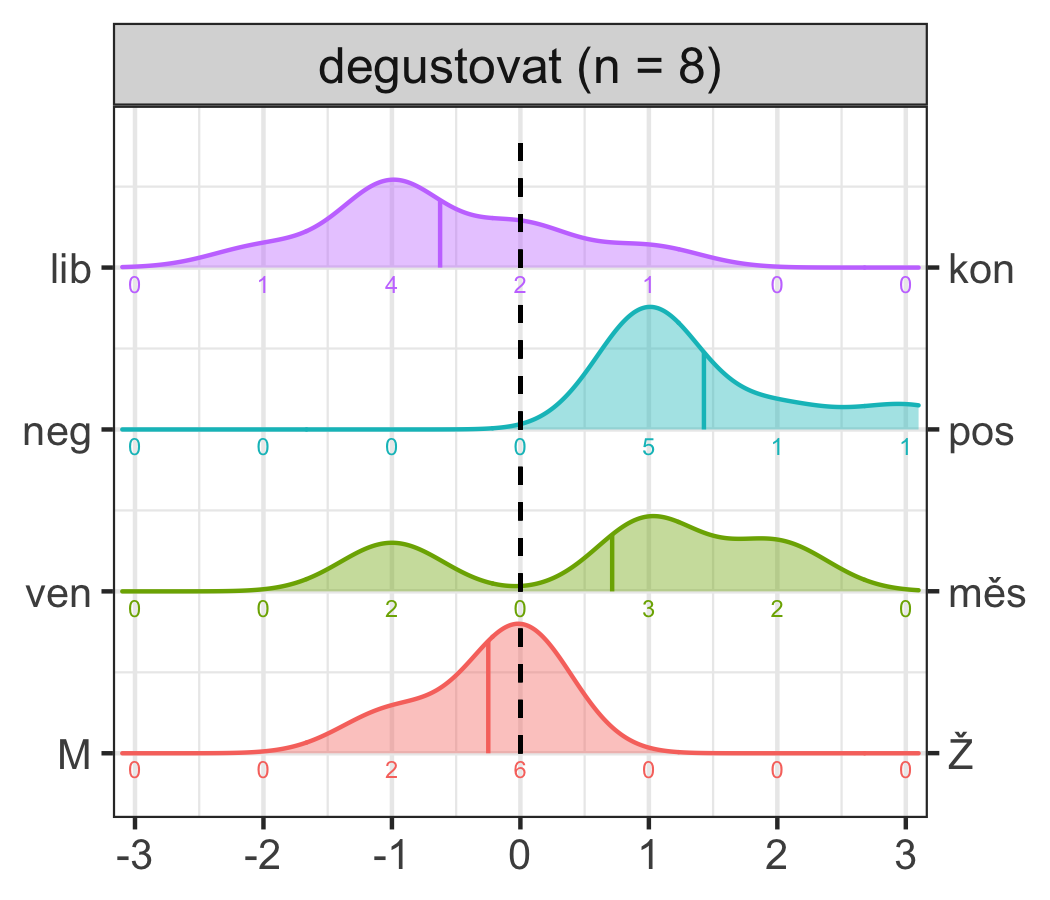 degustovat (n = 8)
lib kon
0 1 4 2 1 0 0
neg pos
0 0 0 0 5 1 1
ven měs
0 0 2 0 3 2 0
M Ž
0 0 2 6 0 0 0
-3 -2 -1 0 1 2 3